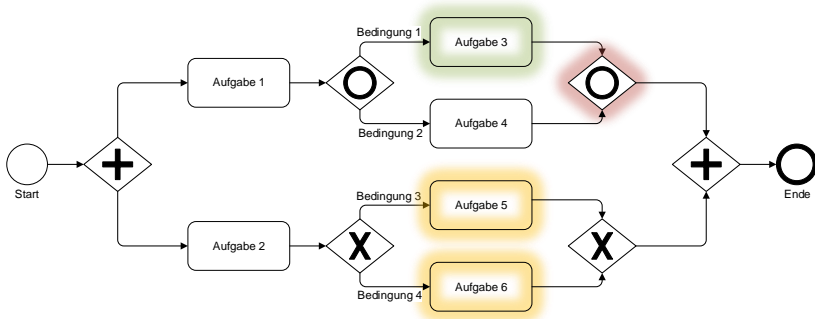 Bedingung 1
Aufgabe 3
Aufgabe 1
Bedingung 2
Aufgabe 4
Start
Ende
Bedingung 3
Aufgabe 5
Aufgabe 2
Bedingung 4
Aufgabe 6